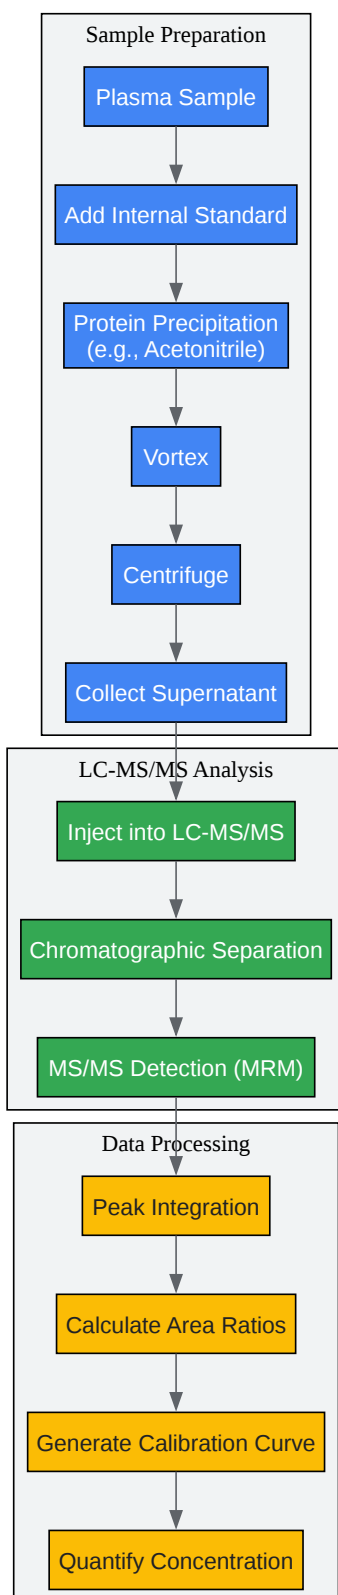 Sample Preparation
Plasma Sample
Add Internal Standard
Protein Precipitation
(e.g., Acetonitrile)
Vortex
Centrifuge
Collect Supernatant
LC-MS/MS Analysis
Inject into LC-MS/MS
Chromatographic Separation
MS/MS Detection (MRM)
Data Processing
Peak Integration
Calculate Area Ratios
Generate Calibration Curve
Quantify Concentration